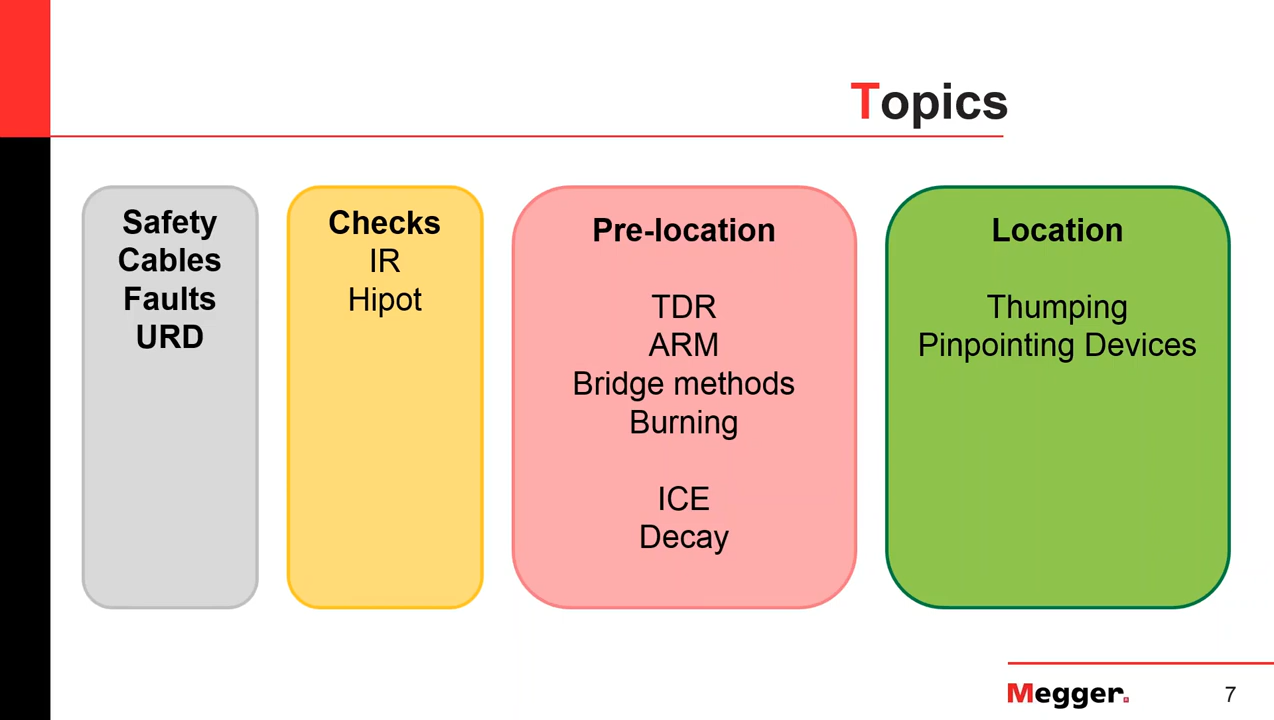 Topics
Safety
Cables
Faults
URD
Checks
IR
Hipot
Pre-location
TDR
ARM
Bridge methods
Burning
ICE
Decay
Location
Thumping
Pinpointing Devices
Megger.
7